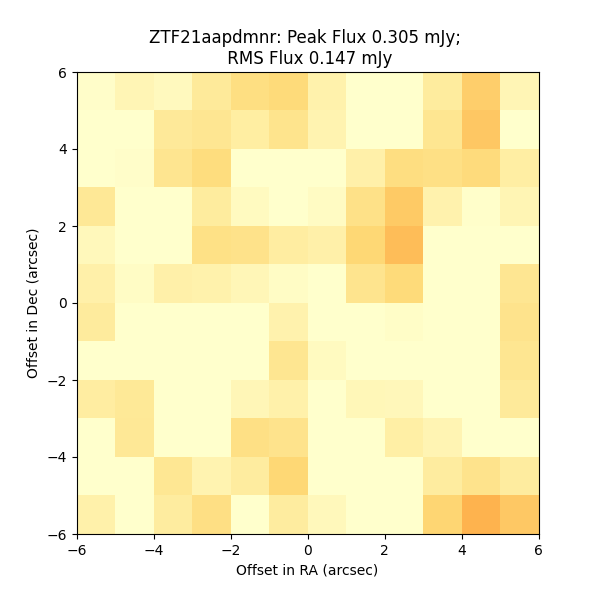 ZTF21aapdmnr: Peak Flux 0.305 mJy;
RMS Flux 0.147 mJy
6
4
2
0
−2
−4
−6
Offset in Dec (arcsec)
−6 −4 −2 0 2 4 6
Offset in RA (arcsec)